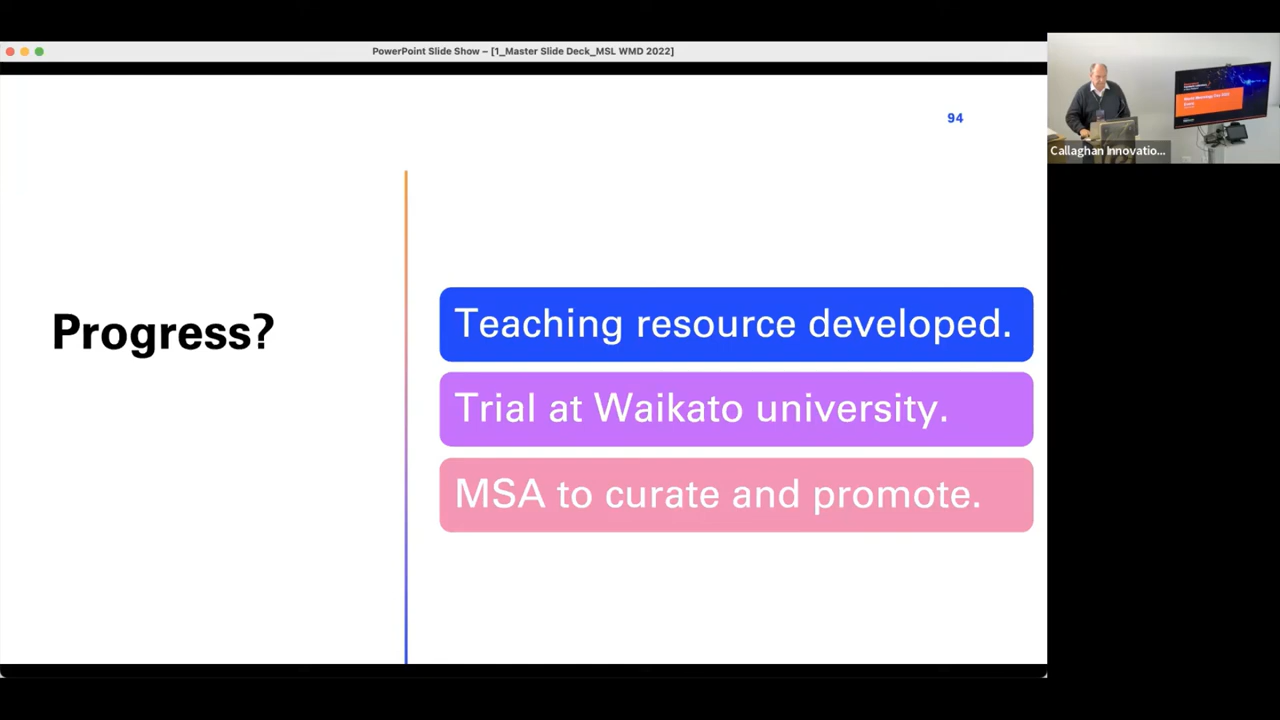 PowerPoint Slide Show – [1_Master Slide Deck_MSL WMD 2022]
94
Progress?
Teaching resource developed.
Trial at Waikato university.
MSA to curate and promote.
Callaghan Innovatio...